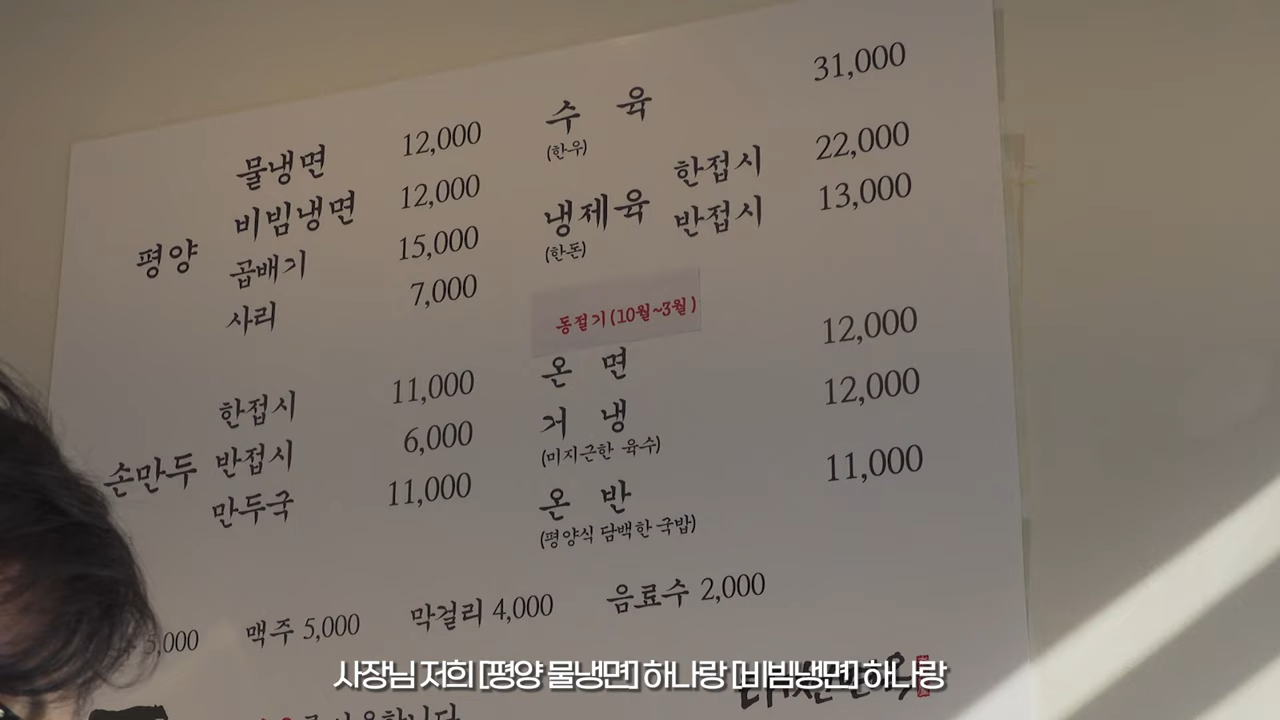 평양
물냉면 12,000
비빔냉면 12,000
곱배기 15,000
사리 7,000
손만두
한접시 11,000
반접시 6,000
만두국 11,000
수육 31,000
(한우)
냉제육
(한돈)
한접시 22,000
반접시 13,000
동절기 (10월~3월)
온면 12,000
거냉 12,000
(미지근한 육수)
온반 11,000
(평양식 담백한 국밥)
5,000 맥주 5,000 막걸리 4,000 음료수 2,000
사장님 저희 [평양 물냉면] 하나랑 [비빔냉면] 하나랑